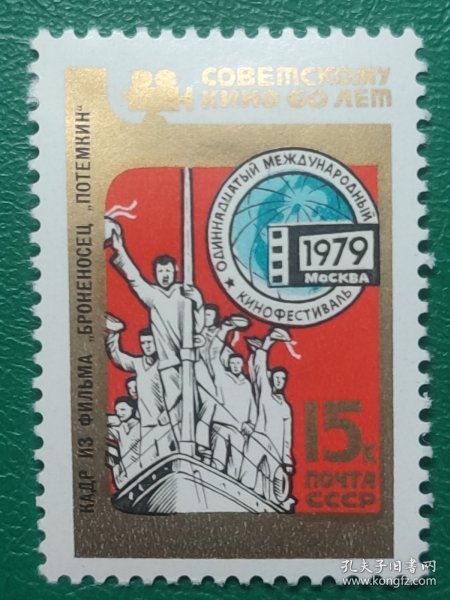 СОВЕТСКОМУ
КИНО 60 ЛЕТ
КАДР ИЗ ФИЛЬМА „БРОНЕНОСЕЦ „ПОТЕМКИН“
ОДИННАДЦАТЫЙ МЕЖДУНАРОДНЫЙ
1979
МОСКВА
★ КИНОФЕСТИВАЛЬ
15к
ПОЧТА
СССР
孔夫子旧书网
www.kongfz.com